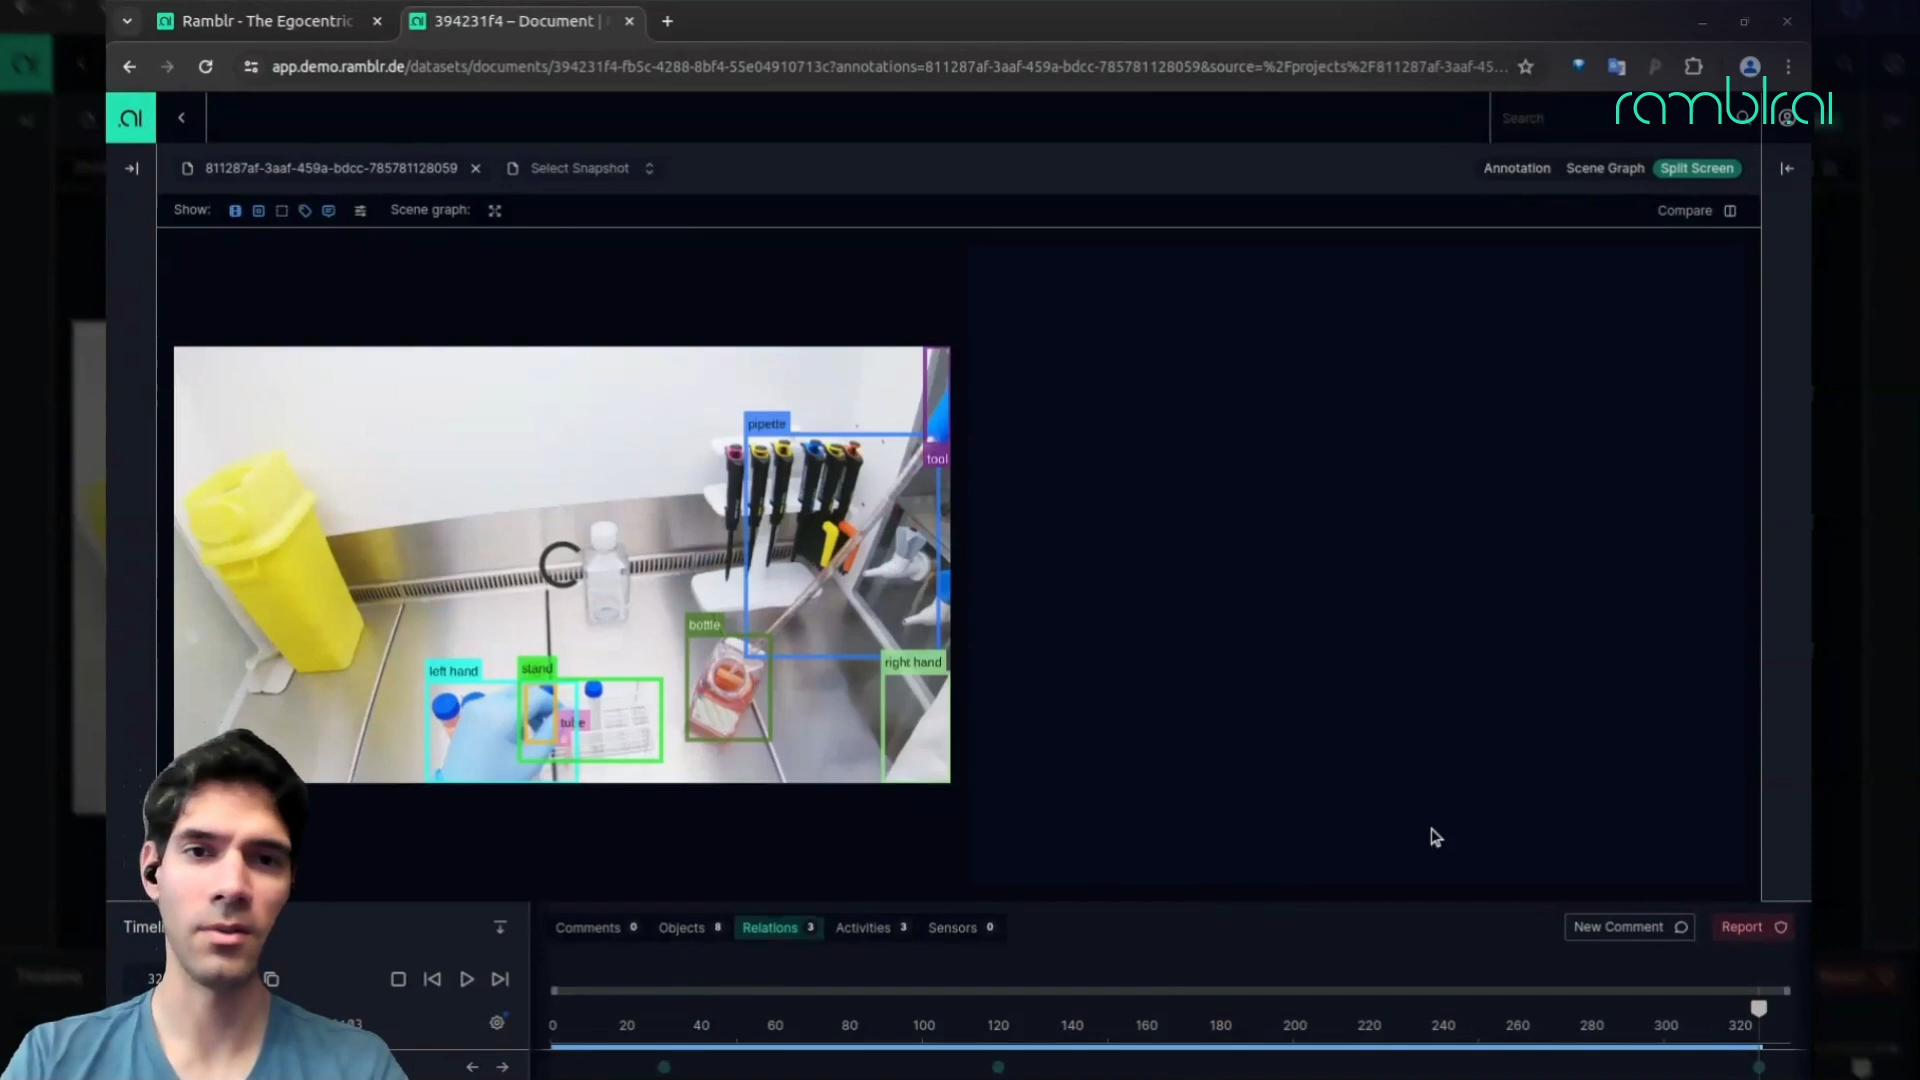 Ramblr - The Egocentric
394231f4 – Document |
app.demo.ramblr.de/datasets/documents/394231f4-fb5c-4288-8bf4-55e04910713c?annotations=811287af-3aaf-459a-bdcc-785781128059&source=%2Fprojects%2F811287af-3aaf-45...
.ai
Search
ramblrai
811287af-3aaf-459a-bdcc-785781128059
Select Snapshot
Annotation
Scene Graph
Split Screen
Show:
Scene graph:
Compare
pipette
tool
bottle
left hand
stand
right hand
tube
Comments 0
Objects 8
Relations 3
Activities 3
Sensors 0
New Comment
Report
0 20 40 60 80 100 120 140 160 180 200 220 240 260 280 300 320